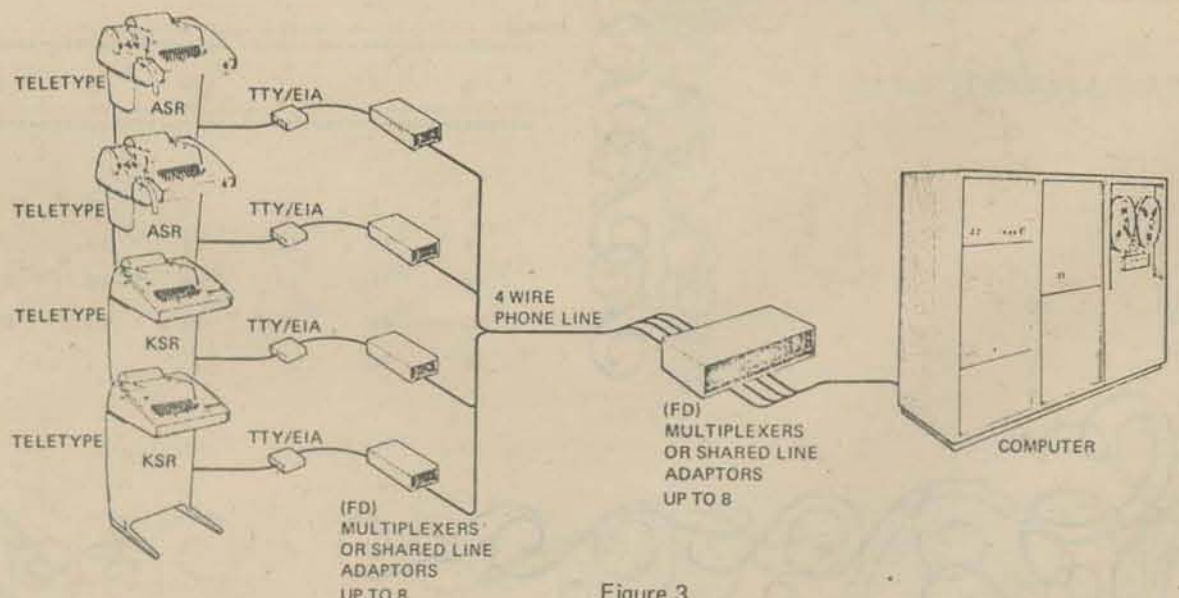 TELETYPE
ASR
TTY/EIA
TELETYPE
ASR
TTY/EIA
TELETYPE
KSR
TTY/EIA
TELETYPE
KSR
TTY/EIA
4 WIRE
PHONE LINE
(FD)
MULTIPLEXERS
OR SHARED LINE
ADAPTORS
UP TO 8
(FD)
MULTIPLEXERS
OR SHARED LINE
ADAPTORS
UP TO 8
COMPUTER
Figure 3